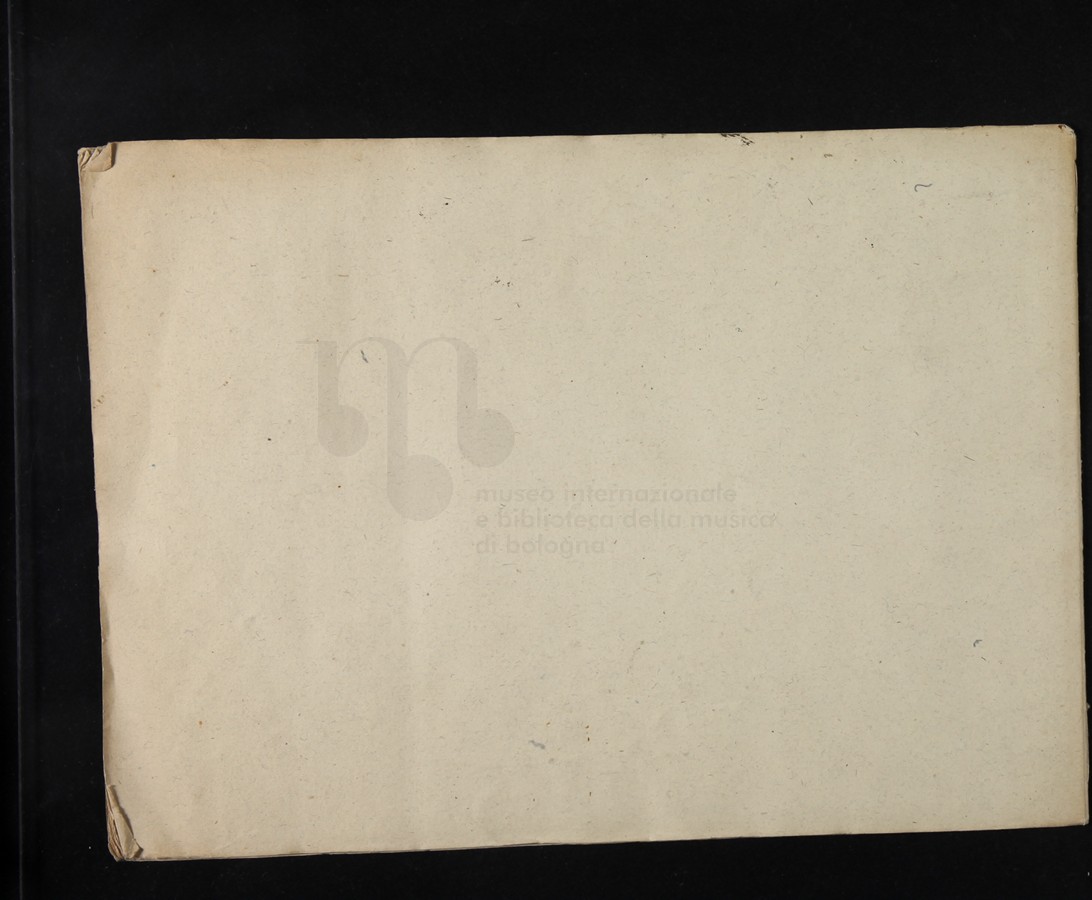 museo internazionale
e biblioteca della musica
di bologna